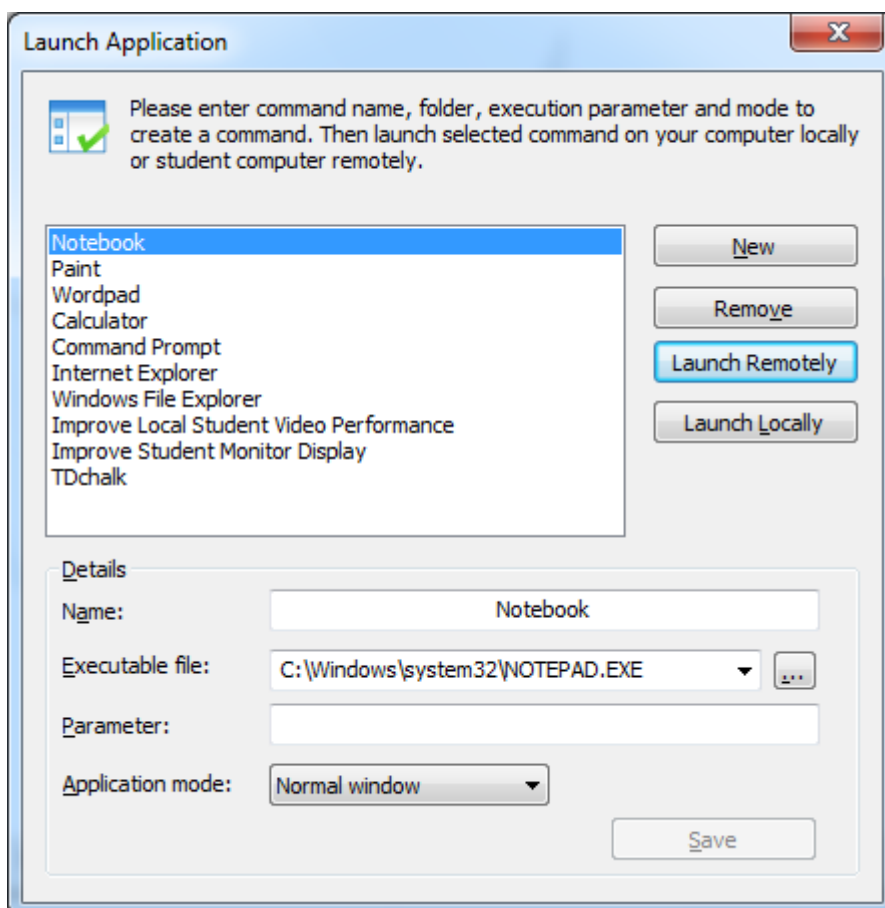 Launch Application
Please enter command name, folder, execution parameter and mode to
create a command. Then launch selected command on your computer locally
or student computer remotely.
Notebook
Paint
Wordpad
Calculator
Command Prompt
Internet Explorer
Windows File Explorer
Improve Local Student Video Performance
Improve Student Monitor Display
TDchalk
New
Remove
Launch Remotely
Launch Locally
Details
Name: Notebook
Executable file: C:\Windows\system32\NOTEPAD.EXE ...
Parameter:
Application mode: Normal window
Save